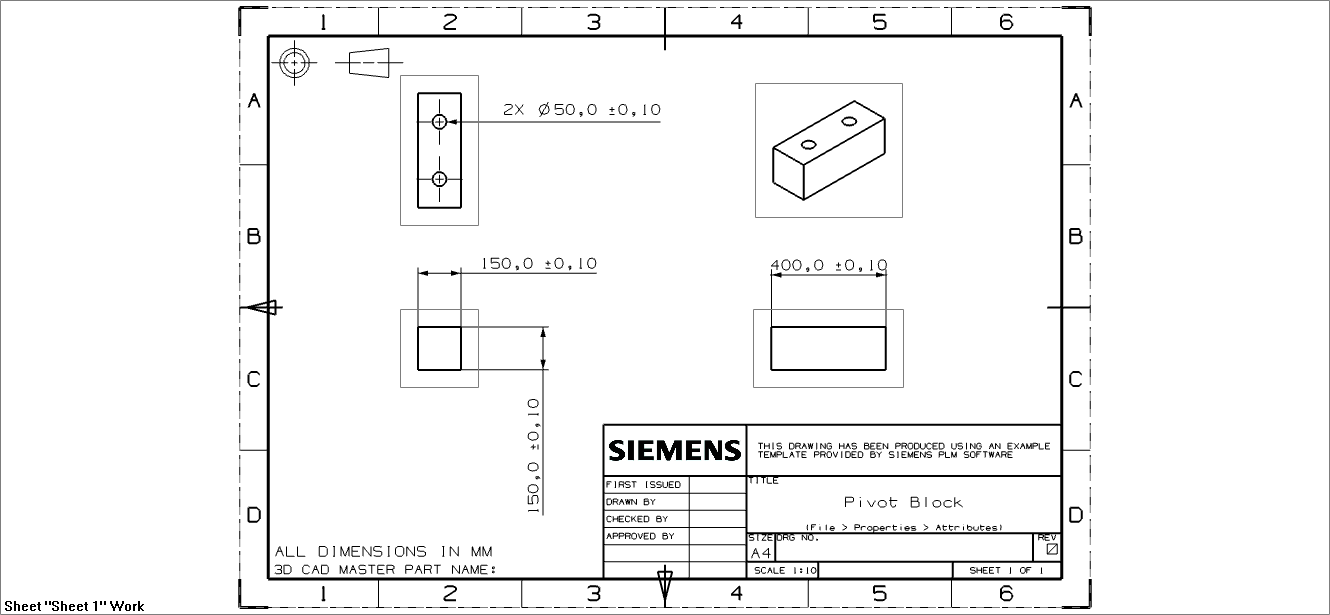 1 2 3 4 5 6
A A
2X Ø50,0 ±0,10
B B
150,0 ±0,10
400,0 ±0,10
C C
150,0 ±0,10
SIEMENS
THIS DRAWING HAS BEEN PRODUCED USING AN EXAMPLE
TEMPLATE PROVIDED BY SIEMENS PLM SOFTWARE
FIRST ISSUED
DRAWN BY
CHECKED BY
APPROVED BY
TITLE
Pivot Block
(File > Properties > Attributes)
D D
SIZE DRG NO. REV
A4
SCALE 1:10 SHEET 1 OF 1
ALL DIMENSIONS IN MM
3D CAD MASTER PART NAME:
1 2 3 4 5 6
Sheet "Sheet 1" Work